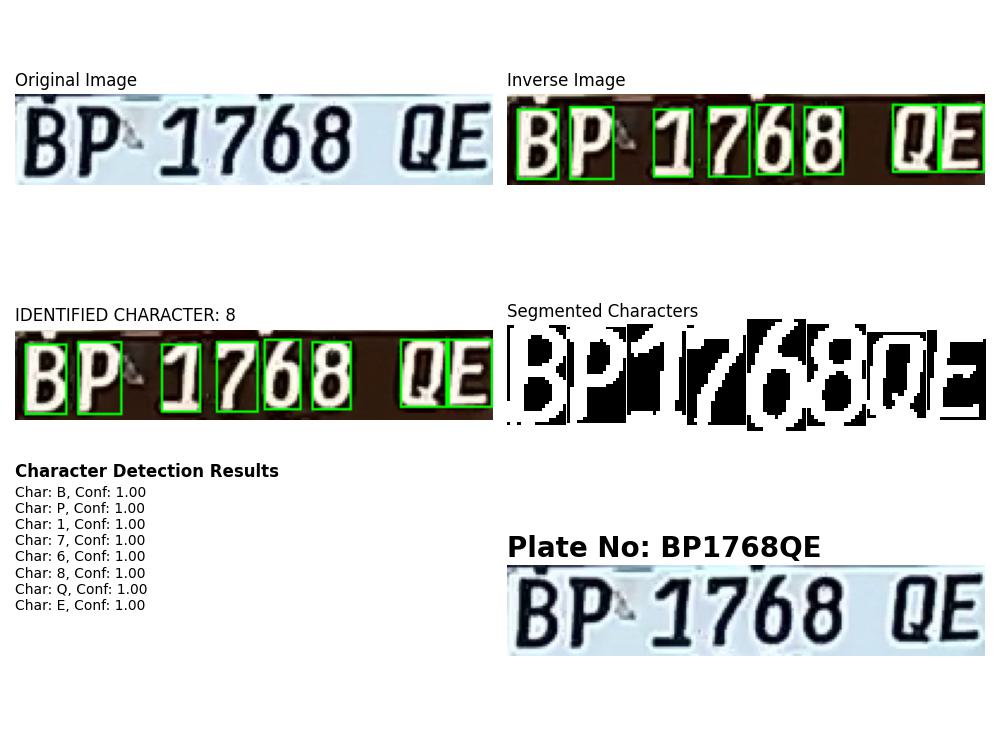 Original Image
BP 1768 QE
Inverse Image
BP 1768 QE
IDENTIFIED CHARACTER: 8
BP 1768 QE
Segmented Characters
BP1768QE
Character Detection Results
Char: B, Conf: 1.00
Char: P, Conf: 1.00
Char: 1, Conf: 1.00
Char: 7, Conf: 1.00
Char: 6, Conf: 1.00
Char: 8, Conf: 1.00
Char: Q, Conf: 1.00
Char: E, Conf: 1.00
Plate No: BP1768QE
BP 1768 QE